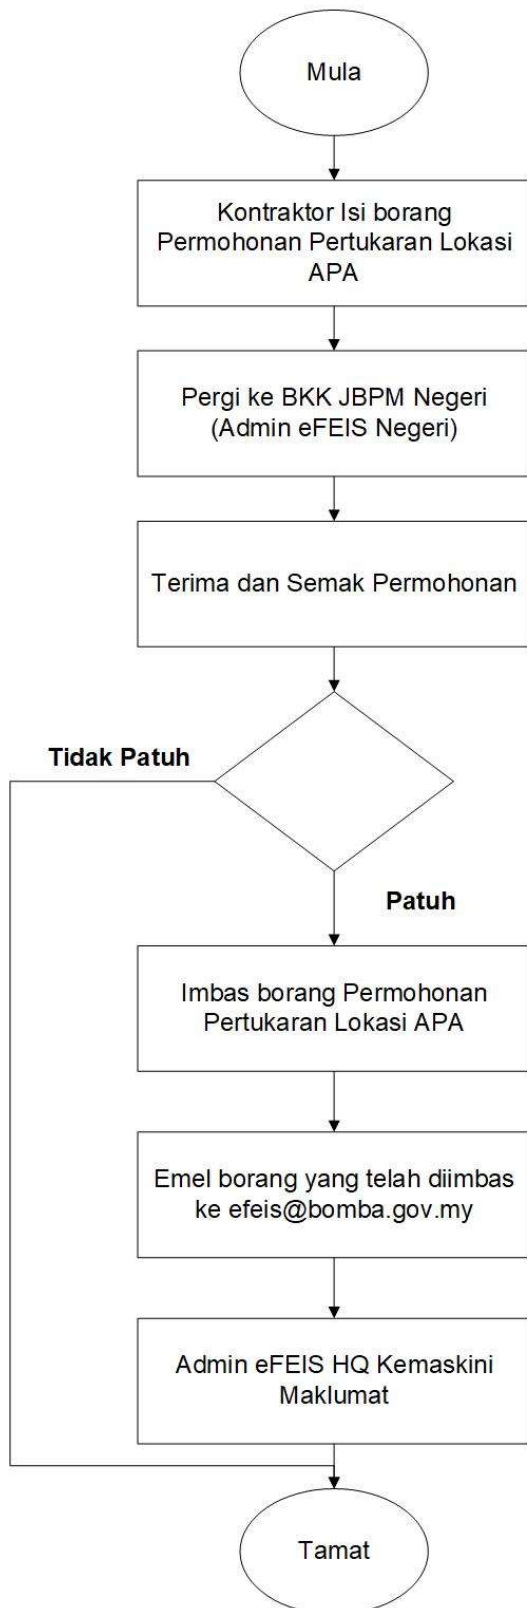 Mula
Kontraktor Isi borang
Permohonan Pertukaran Lokasi
APA
Pergi ke BKK JBPM Negeri
(Admin eFEIS Negeri)
Terima dan Semak Permohonan
Tidak Patuh
Patuh
Imbas borang Permohonan
Pertukaran Lokasi APA
Emel borang yang telah diimbas
ke efeis@bomba.gov.my
Admin eFEIS HQ Kemaskini
Maklumat
Tamat